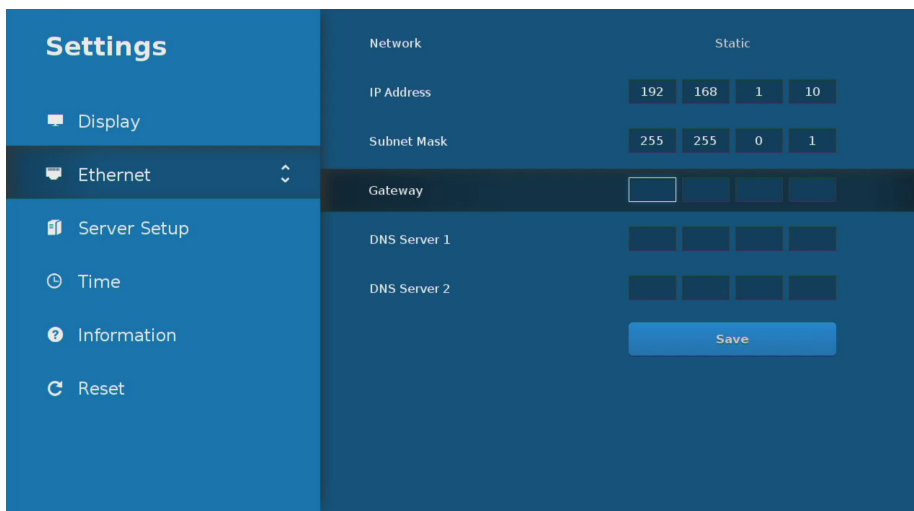 Settings
Display
Ethernet
Server Setup
Time
Information
Reset
Network Static
IP Address 192 168 1 10
Subnet Mask 255 255 0 1
Gateway
DNS Server 1
DNS Server 2
Save